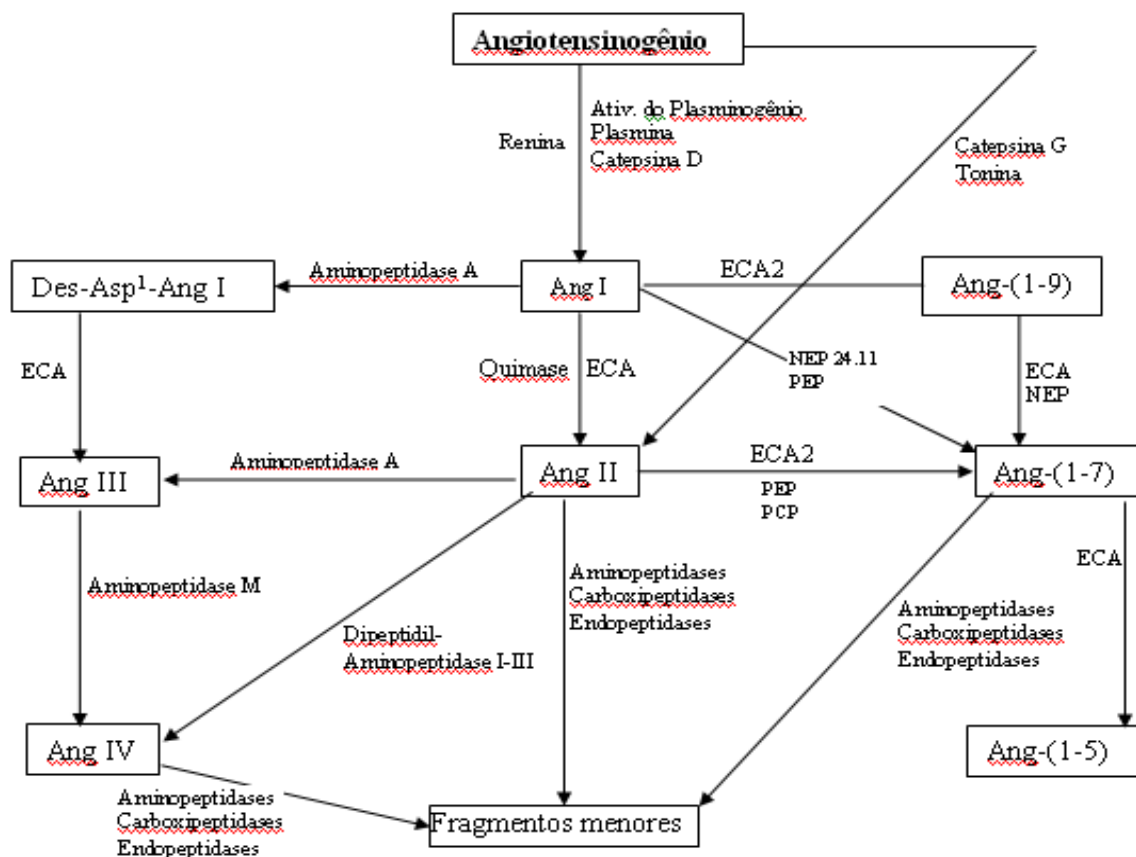 Angiotensinogênio
Ativ. do Plasminogênio
Plasmina
Catepsina D
Renina
Catepsina G
Tonina
Aminopeptidase A
ECA2
Des-Asp¹-Ang I
Ang I
Ang-(1-9)
ECA
Quimase
ECA
NEP 24.11
PEP
ECA
NEP
Aminopeptidase A
ECA2
Ang III
Ang II
Ang-(1-7)
PEP
PCP
ECA
Aminopeptidase M
Aminopeptidases
Carboxipeptidases
Endopeptidases
Aminopeptidases
Carboxipeptidases
Endopeptidases
Dipeptidil-
Aminopeptidase I-III
Ang IV
Ang-(1-5)
Aminopeptidases
Carboxipeptidases
Endopeptidases
Fragmentos menores